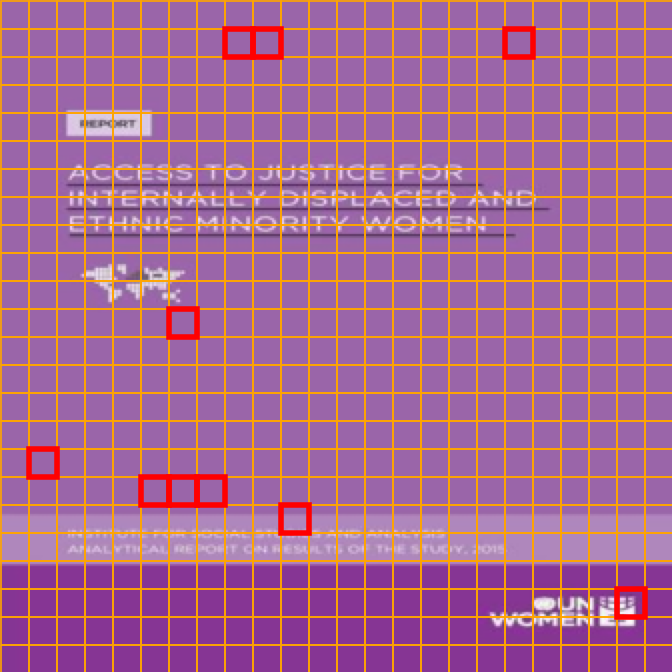 REPORT
ACCESS TO JUSTICE FOR
INTERNALLY DISPLACED AND
ETHNIC MINORITY WOMEN
INSTITUTE FOR SOCIAL STUDIES AND ANALYSIS
ANALYTICAL REPORT ON RESULTS OF THE STUDY, 2015
UN
WOMEN